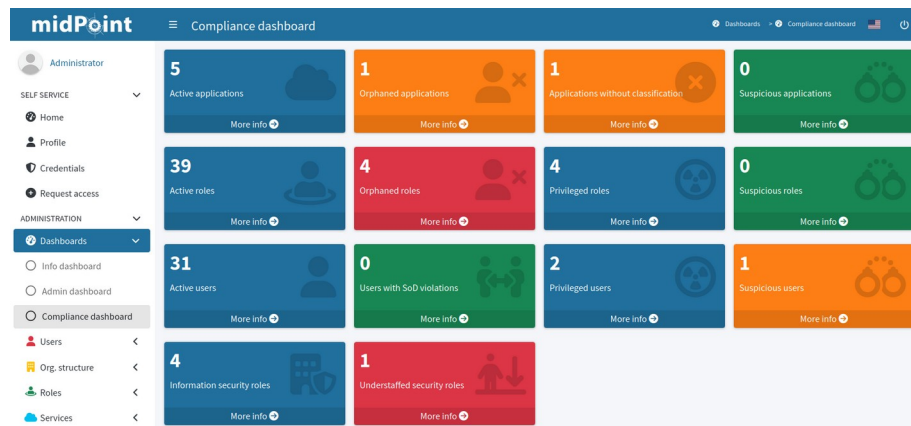 midPoint
Compliance dashboard
Dashboards > Compliance dashboard
Administrator
SELF SERVICE
Home
Profile
Credentials
Request access
ADMINISTRATION
Dashboards
Info dashboard
Admin dashboard
Compliance dashboard
Users
Org. structure
Roles
Services
5
Active applications
More info
1
Orphaned applications
More info
1
Applications without classification
More info
0
Suspicious applications
More info
39
Active roles
More info
4
Orphaned roles
More info
4
Privileged roles
More info
0
Suspicious roles
More info
31
Active users
More info
0
Users with SoD violations
More info
2
Privileged users
More info
1
Suspicious users
More info
4
Information security roles
More info
1
Understaffed security roles
More info